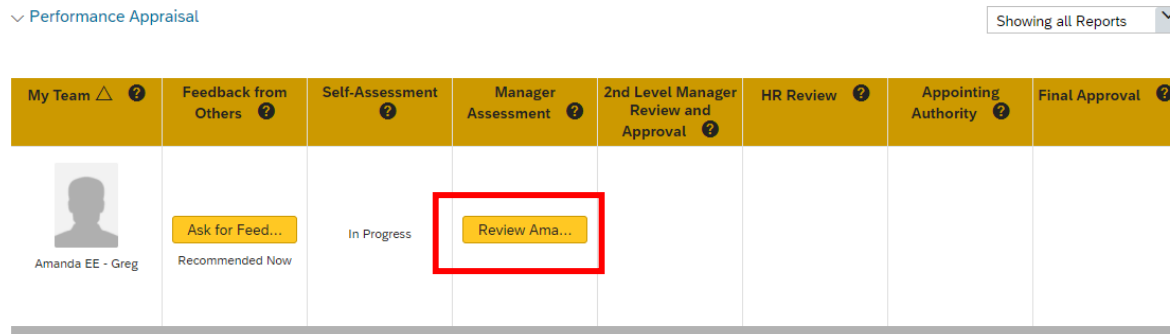 Performance Appraisal
Showing all Reports
My Team
Feedback from
Others
Self-Assessment
Manager
Assessment
2nd Level Manager
Review and
Approval
HR Review
Appointing
Authority
Final Approval
Ask for Feed...
Recommended Now
In Progress
Review Ama...
Amanda EE - Greg